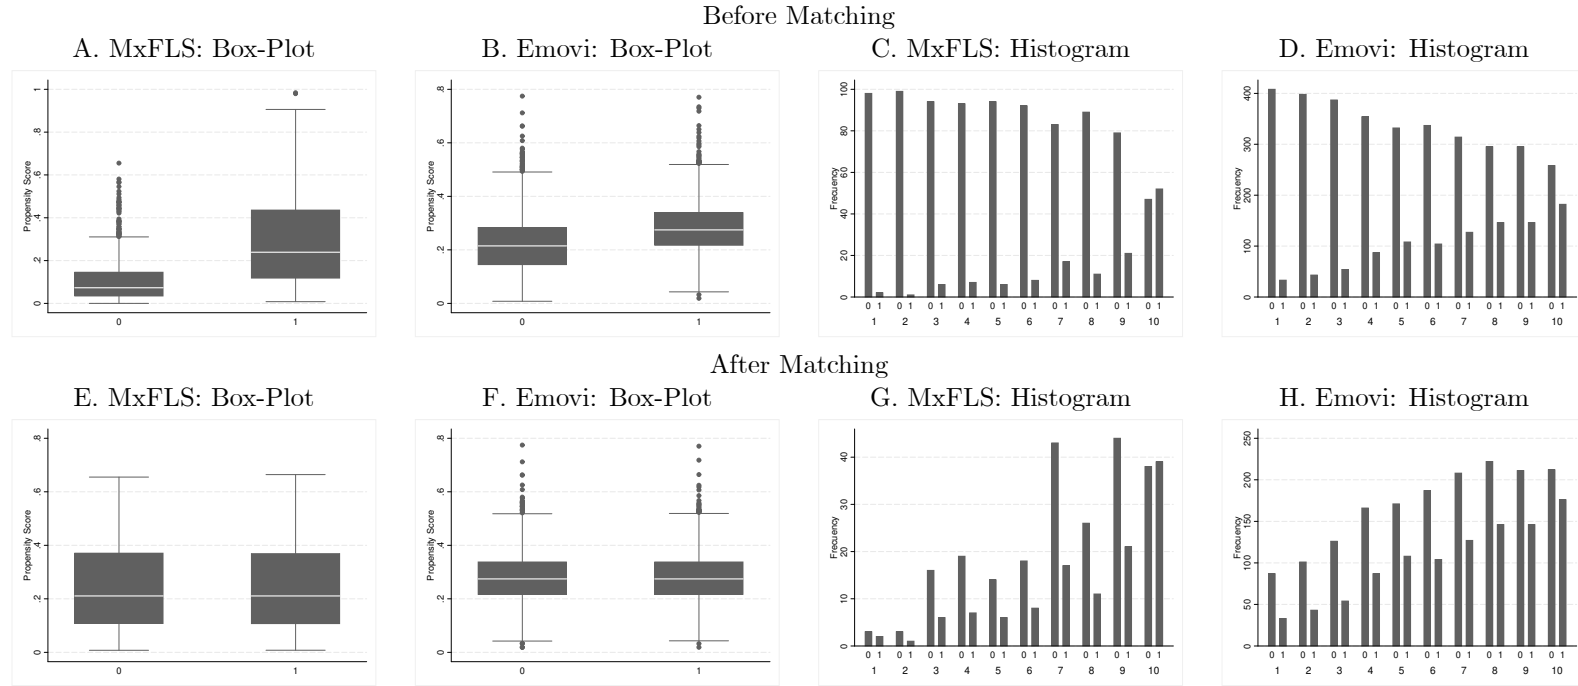 Before Matching
A. MxFLS: Box-Plot
B. Emovi: Box-Plot
C. MxFLS: Histogram
D. Emovi: Histogram
Propensity Score
0 .2 .4 .6 .8 1
0 1
Propensity Score
0 .2 .4 .6 .8
0 1
Frecuency
0 20 40 60 80 100
0 1 0 1 0 1 0 1 0 1 0 1 0 1 0 1 0 1 0 1
1 2 3 4 5 6 7 8 9 10
Frecuency
0 100 200 300 400
0 1 0 1 0 1 0 1 0 1 0 1 0 1 0 1 0 1 0 1
1 2 3 4 5 6 7 8 9 10
After Matching
E. MxFLS: Box-Plot
F. Emovi: Box-Plot
G. MxFLS: Histogram
H. Emovi: Histogram
Propensity Score
0 .2 .4 .6 .8
0 1
Propensity Score
0 .2 .4 .6 .8
0 1
Frecuency
0 10 20 30 40
0 1 0 1 0 1 0 1 0 1 0 1 0 1 0 1 0 1 0 1
1 2 3 4 5 6 7 8 9 10
Frecuency
0 50 100 150 200 250
0 1 0 1 0 1 0 1 0 1 0 1 0 1 0 1 0 1 0 1
1 2 3 4 5 6 7 8 9 10